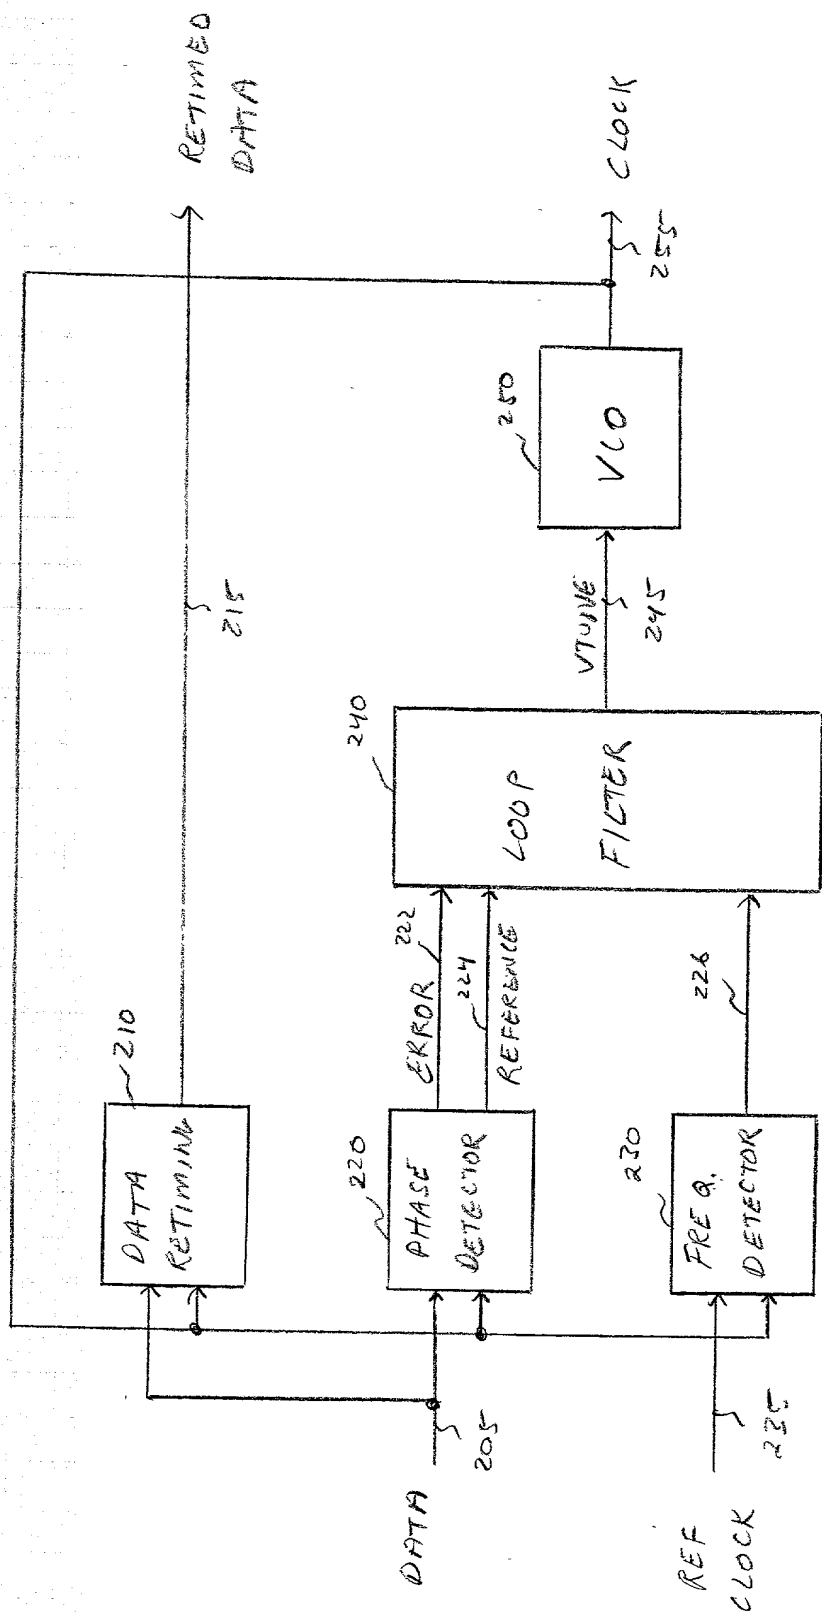 RETIMED
DATA
215
210
DATA
RETIMING
CLOCK
255
250
VCO
VTUNE
245
240
LOOP
FILTER
ERROR
222
224
REFERENCE
226
220
PHASE
DETECTOR
230
FREQ.
DETECTOR
DATA
205
REF
CLOCK
235